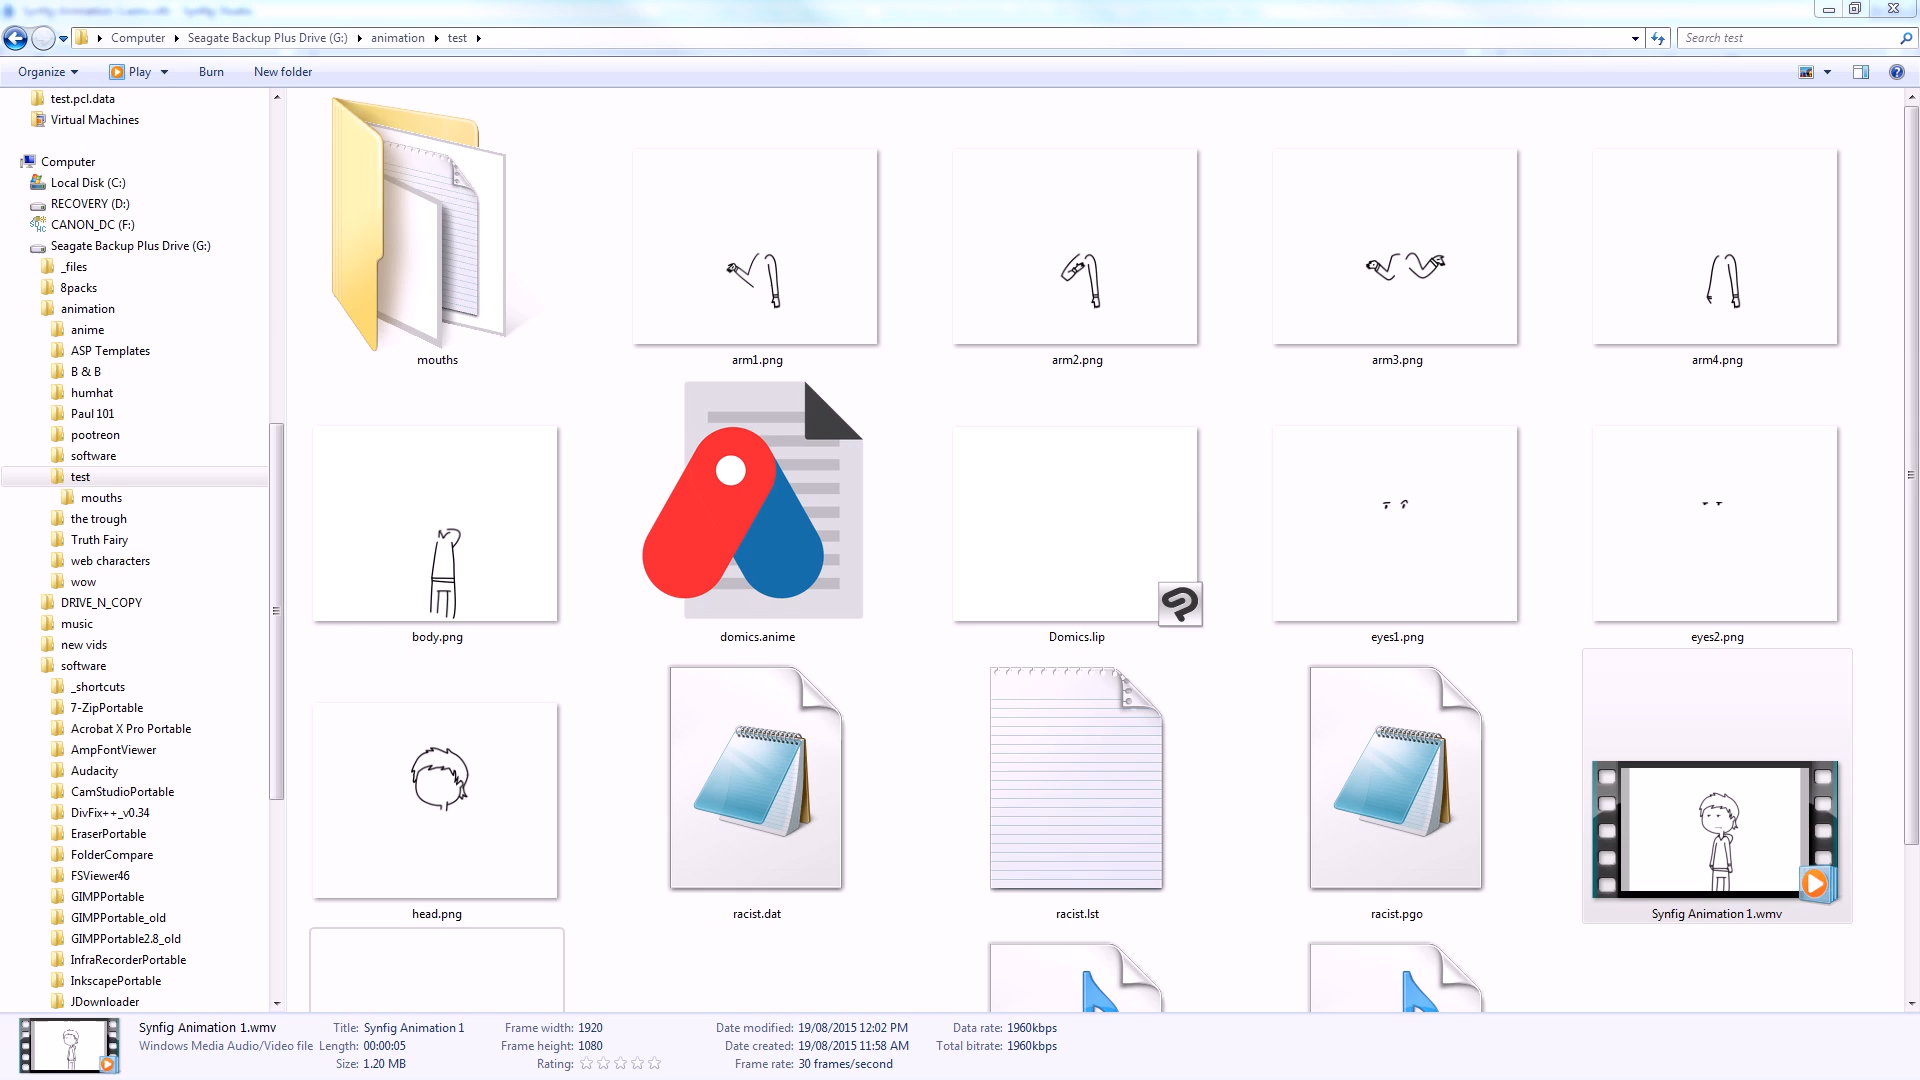 Computer Seagate Backup Plus Drive (G:) animation test
Search test
Organize Play Burn New folder
test.pcl.data
Virtual Machines
Computer
Local Disk (C:)
RECOVERY (D:)
CANON_DC (F:)
Seagate Backup Plus Drive (G:)
_files
8packs
animation
anime
ASP Templates
B & B
humhat
Paul 101
pootreon
software
test
mouths
the trough
Truth Fairy
web characters
wow
DRIVE_N_COPY
music
new vids
software
_shortcuts
7-ZipPortable
Acrobat X Pro Portable
AmpFontViewer
Audacity
CamStudioPortable
DivFix++_v0.34
EraserPortable
FolderCompare
FSViewer46
GIMPPortable
GIMPPortable_old
GIMPPortable2.8_old
InfraRecorderPortable
InkscapePortable
JDownloader
mouths arm1.png arm2.png arm3.png arm4.png
body.png domics.anime Domics.lip eyes1.png eyes2.png
head.png racist.dat racist.lst racist.pgo Synfig Animation 1.wmv
Synfig Animation 1.wmv Title: Synfig Animation 1 Frame width: 1920 Date modified: 19/08/2015 12:02 PM Data rate: 1960kbps
Windows Media Audio/Video file Length: 00:00:05 Frame height: 1080 Date created: 19/08/2015 11:58 AM Total bitrate: 1960kbps
Size: 1.20 MB Rating: Frame rate: 30 frames/second